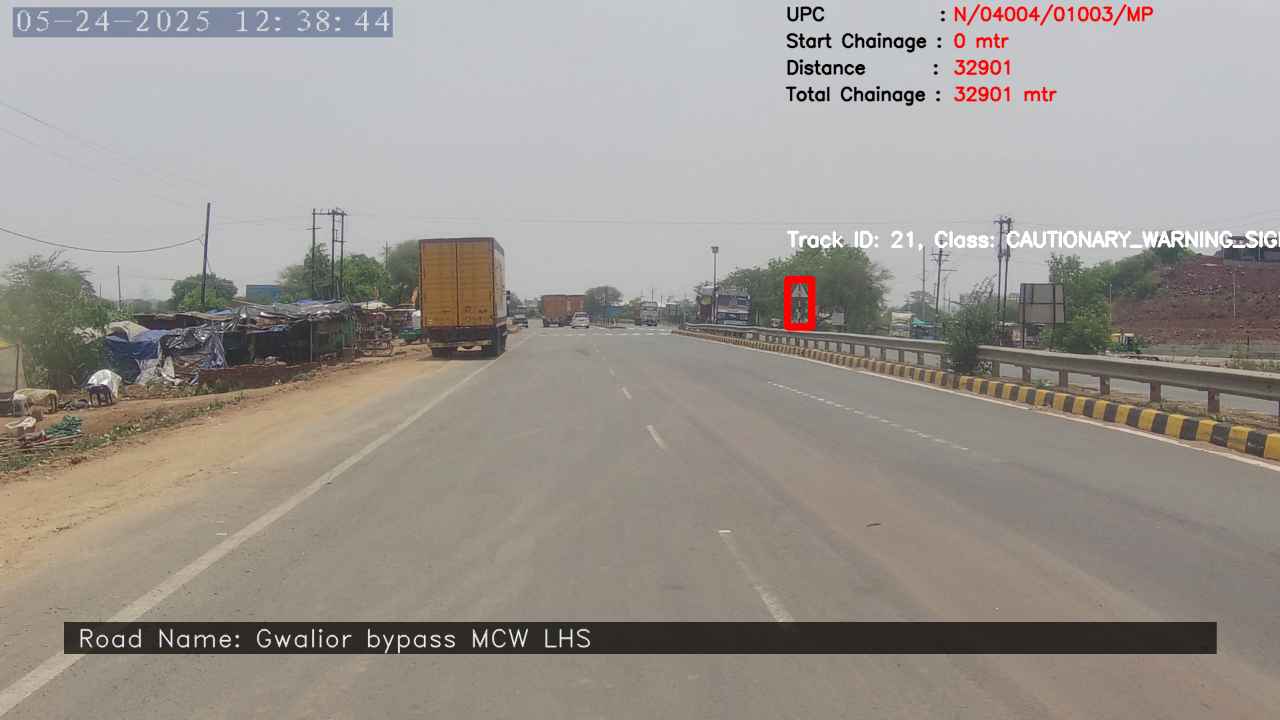 05-24-2025 12:38:44
UPC : N/04004/01003/MP
Start Chainage : 0 mtr
Distance : 32901
Total Chainage : 32901 mtr
Track ID: 21, Class: CAUTIONARY_WARNING_SIG
Road Name: Gwalior bypass MCW LHS